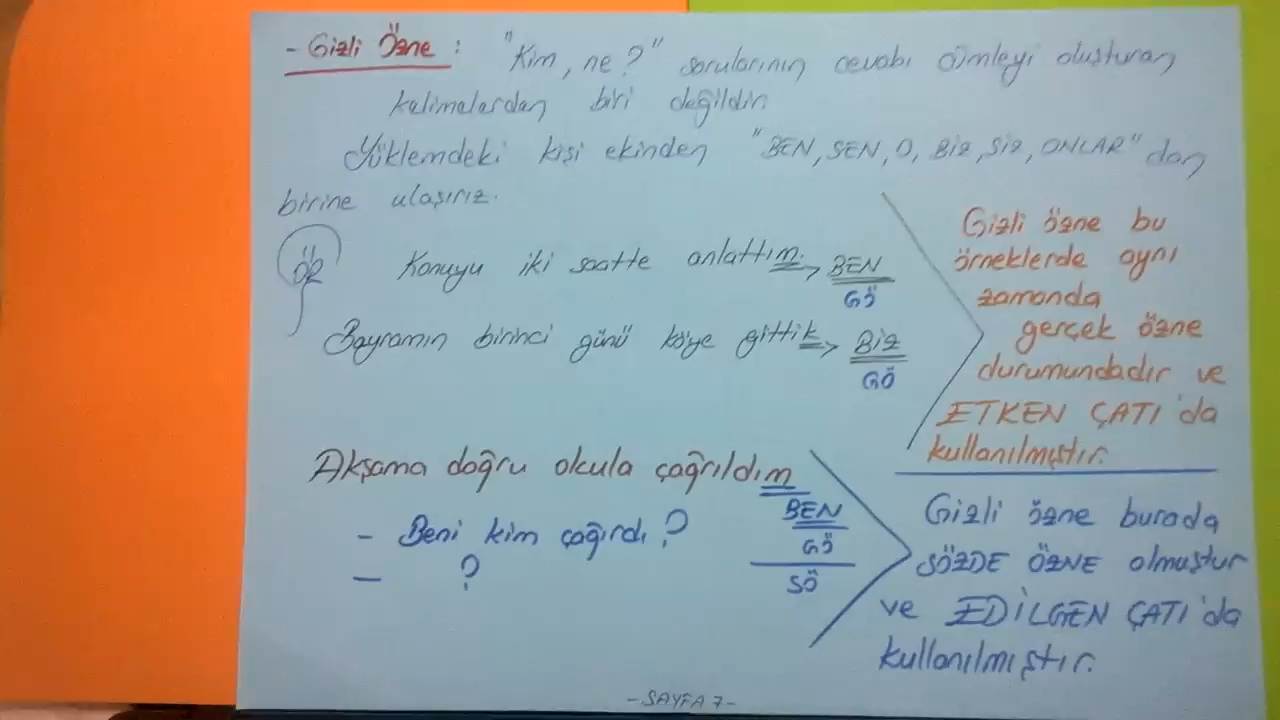 - Gizli Özne : "Kim, ne?" sorularının cevabı cümleyi oluşturan
kelimelerden biri değildir.
Yüklemdeki kişi ekinden "BEN, SEN, O, BİZ, SİZ, ONLAR" dan
birine ulaşırız.
ÖR
Konuyu iki saatte anlattım. > BEN
GÖ
Bayramın birinci günü köye gittik > BİZ
GÖ
Gizli özne bu
örneklerde aynı
zamanda
gerçek özne
durumundadır ve
ETKEN ÇATI'da
kullanılmıştır.
Akşama doğru okula çağrıldım
BEN
GÖ
SÖ
- Beni kim çağırdı?
- ?
Gizli özne burada
SÖZDE ÖZNE olmuştur
ve EDİLGEN ÇATI'da
kullanılmıştır.
- SAYFA 7 -